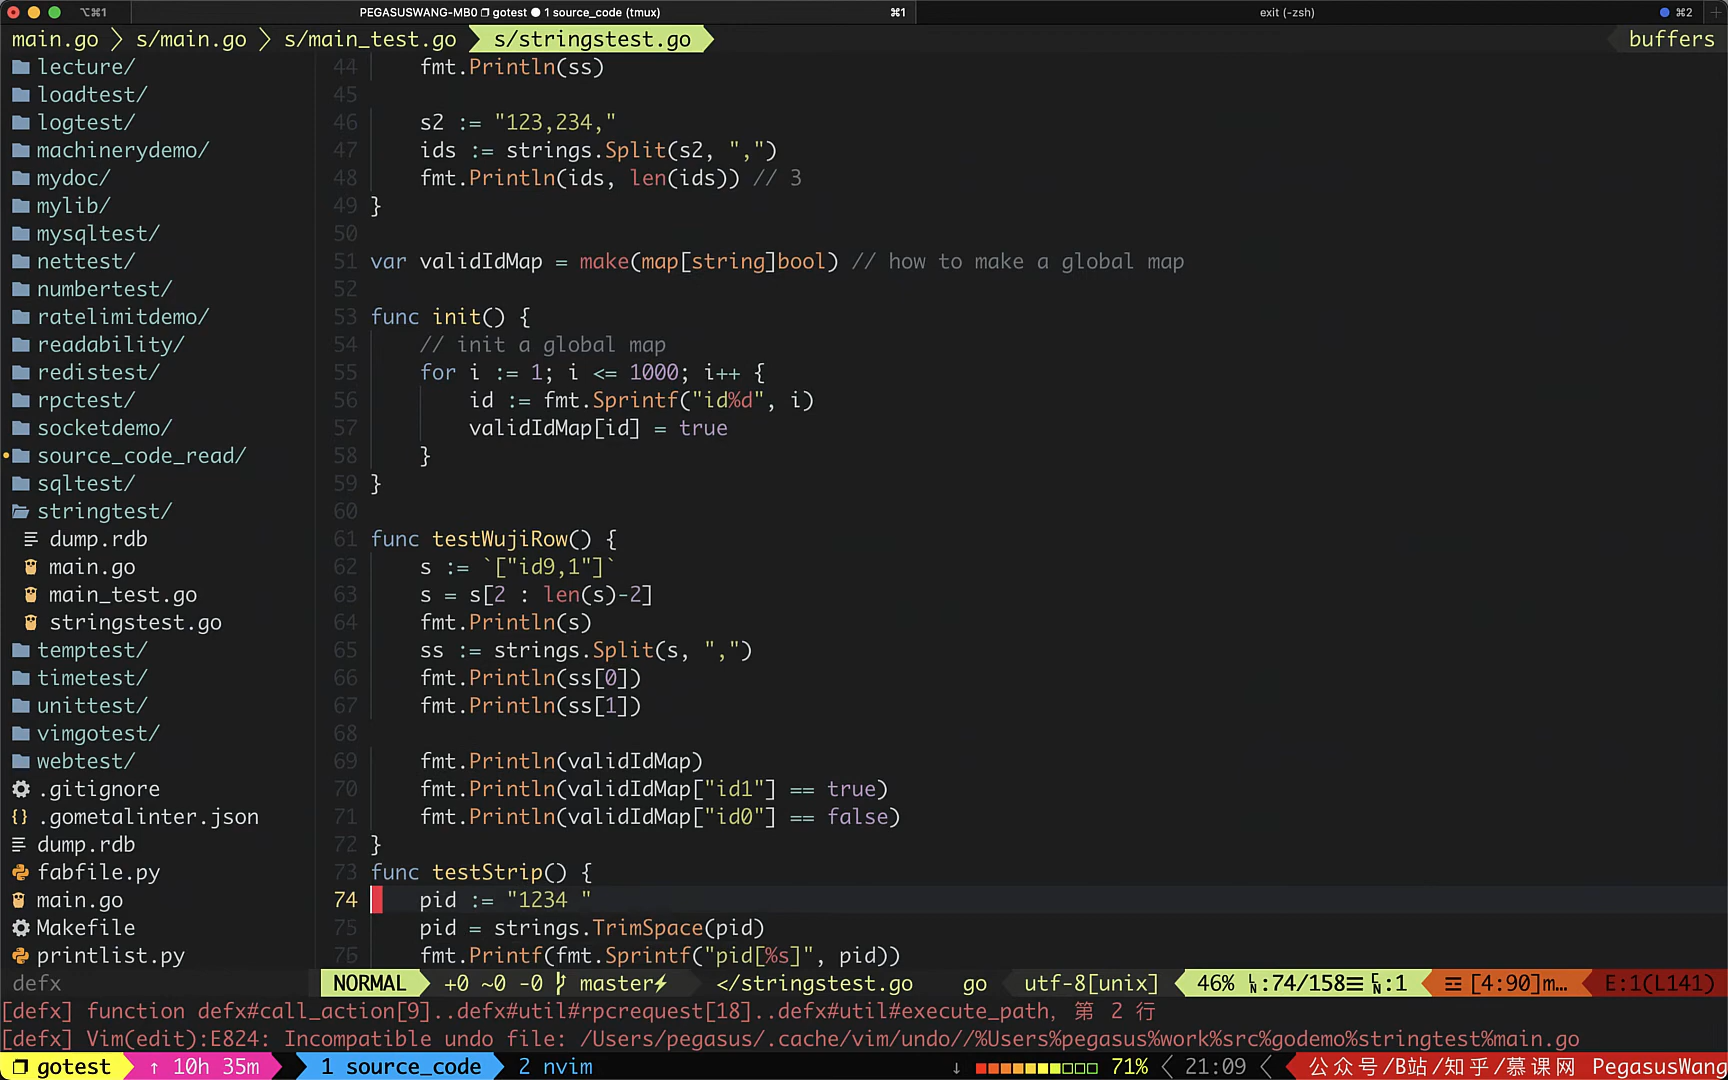 ⌥⌘1 PEGASUSWANG-MB0 gotest ● 1 source_code (tmux) ⌘1 exit (-zsh) ⌘2
main.go s/main.go s/main_test.go s/stringstest.go buffers
lecture/
loadtest/
logtest/
machinerydemo/
mydoc/
mylib/
mysqltest/
nettest/
numbertest/
ratelimitdemo/
readability/
redistest/
rpctest/
socketdemo/
source_code_read/
sqltest/
stringtest/
dump.rdb
main.go
main_test.go
stringstest.go
temptest/
timetest/
unittest/
vimgotest/
webtest/
.gitignore
{} .gometalinter.json
dump.rdb
fabfile.py
main.go
Makefile
printlist.py
defx
44 fmt.Println(ss)
45
46 s2 := "123,234,"
47 ids := strings.Split(s2, ",")
48 fmt.Println(ids, len(ids)) // 3
49 }
50
51 var validIdMap = make(map[string]bool) // how to make a global map
52
53 func init() {
54 // init a global map
55 for i := 1; i <= 1000; i++ {
56 id := fmt.Sprintf("id%d", i)
57 validIdMap[id] = true
58 }
59 }
60
61 func testWujiRow() {
62 s := `["id9,1"]`
63 s = s[2 : len(s)-2]
64 fmt.Println(s)
65 ss := strings.Split(s, ",")
66 fmt.Println(ss[0])
67 fmt.Println(ss[1])
68
69 fmt.Println(validIdMap)
70 fmt.Println(validIdMap["id1"] == true)
71 fmt.Println(validIdMap["id0"] == false)
72 }
73 func testStrip() {
74 pid := "1234 "
75 pid = strings.TrimSpace(pid)
76 fmt.Printf(fmt.Sprintf("pid[%s]", pid))
NORMAL +0 ~0 -0 master⚡ </stringstest.go go utf-8[unix] 46% :74/158☰ :1 ☲ [4:90]m… E:1(L141)
[defx] function defx#call_action[9]..defx#util#rpcrequest[18]..defx#util#execute_path, 第 2 行
[defx] Vim(edit):E824: Incompatible undo file: /Users/pegasus/.cache/vim/undo//%Users%pegasus%work%src%godemo%stringtest%main.go
gotest ↑ 10h 35m 1 source_code 2 nvim ↓ 71% 21:09 公众号/B站/知乎/慕课网 PegasusWang